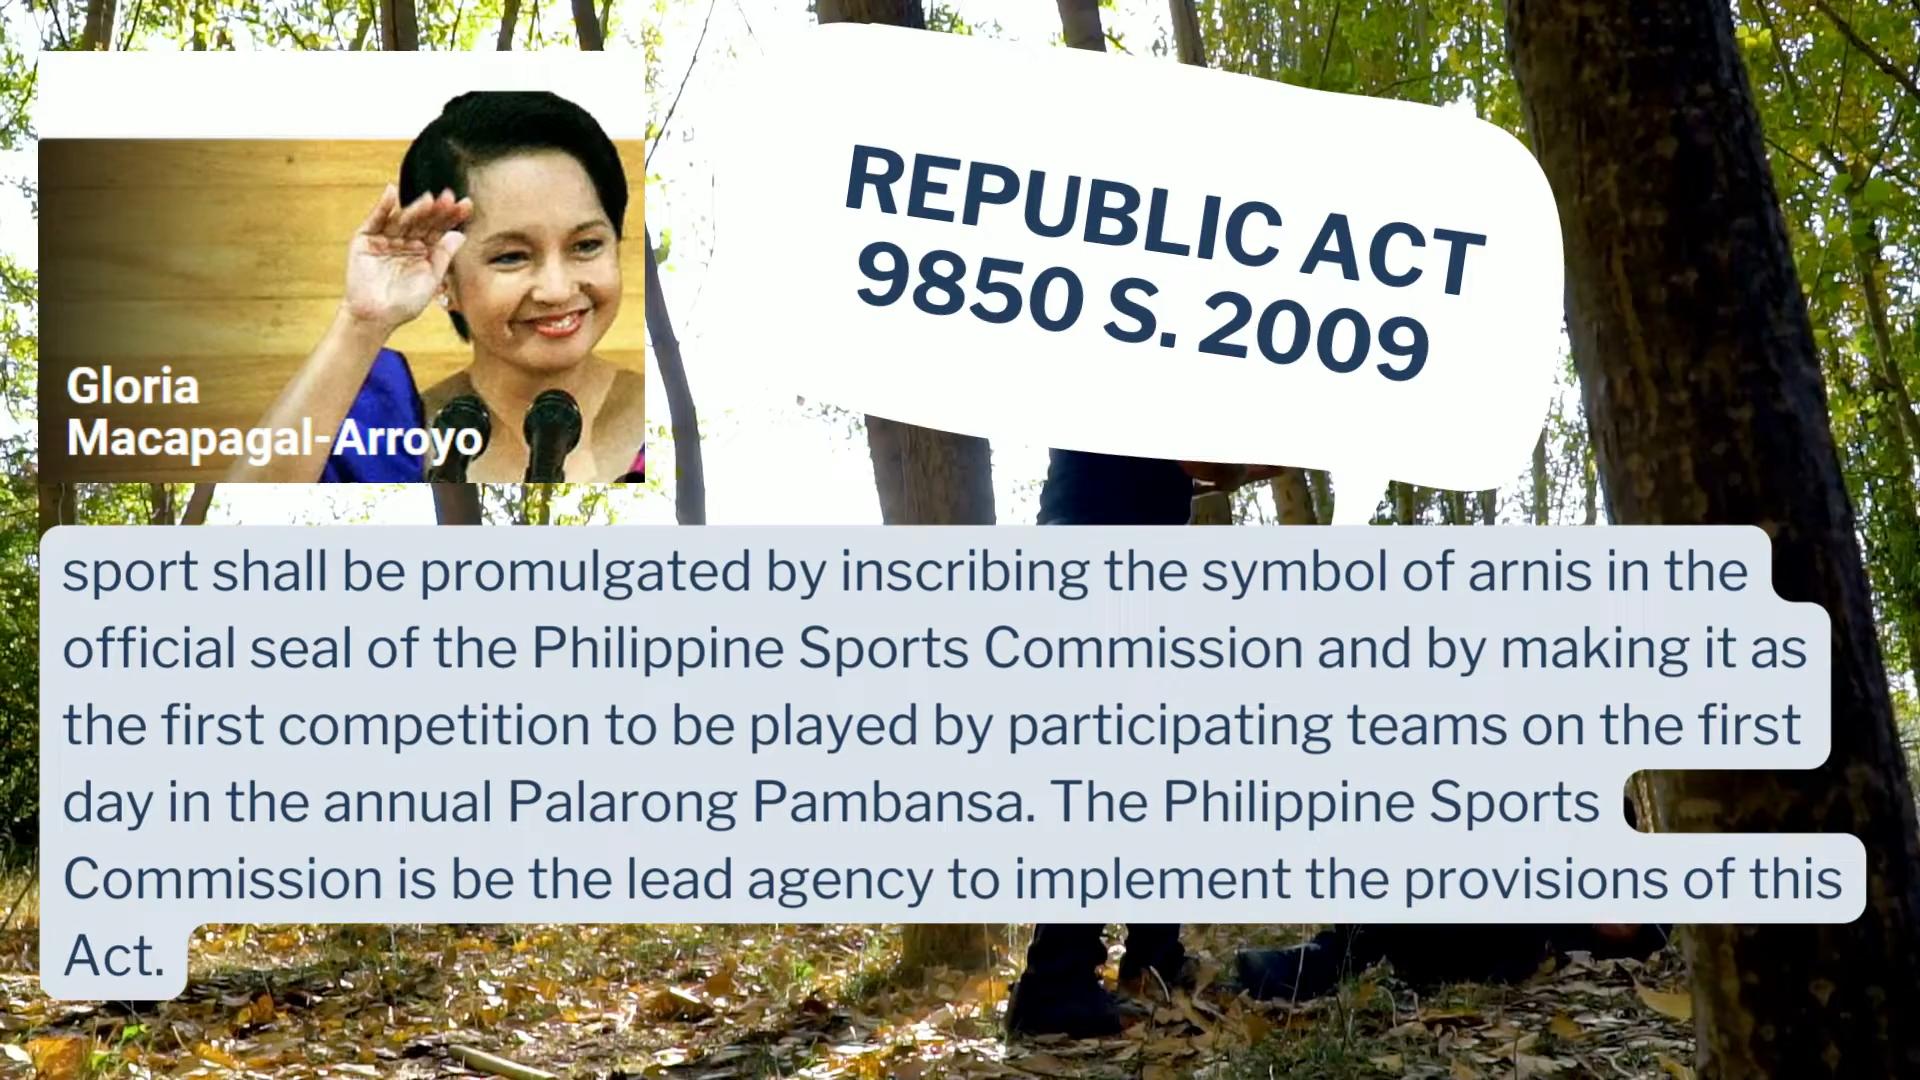 Gloria
Macapagal-Arroyo
REPUBLIC ACT
9850 S. 2009
sport shall be promulgated by inscribing the symbol of arnis in the
official seal of the Philippine Sports Commission and by making it as
the first competition to be played by participating teams on the first
day in the annual Palarong Pambansa. The Philippine Sports
Commission is be the lead agency to implement the provisions of this
Act.